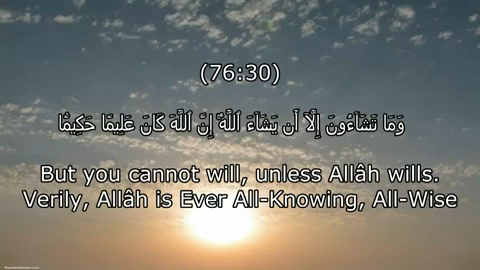 (76:30)
وَمَا تَشَآءُونَ إِلَّآ أَن يَشَآءَ ٱللَّهُ إِنَّ ٱللَّهَ كَانَ عَلِيمًا حَكِيمًا
But you cannot will, unless Allâh wills.
Verily, Allâh is Ever All-Knowing, All-Wise